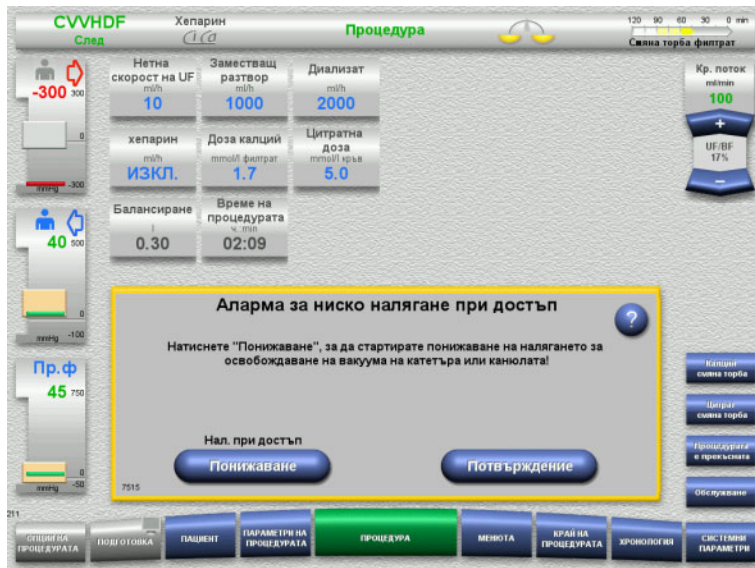 CVVHDF
След
Хепарин
CiCa
Процедура
120 90 60 30 0 min
Смяна торба филтрат
-300
300
0
-300
mmHg
40
500
0
-100
mmHg
Пр.ф
45
750
0
-50
mmHg
Нетна
скорост на UF
ml/h
10
Заместващ
разтвор
ml/h
1000
Диализат
ml/h
2000
хепарин
ml/h
ИЗКЛ.
Доза калций
mmol/l филтрат
1.7
Цитратна
доза
mmol/l кръв
5.0
Балансиране
l
0.30
Време на
процедурата
ч.:min
02:09
Кр. поток
ml/min
100
+
UF/BF
17%
−
Аларма за ниско налягане при достъп
?
Натиснете "Понижаване", за да стартирате понижаване на налягането за
освобождаване на вакуума на катетъра или канюлата!
Нал. при достъп
Понижаване
Потвърждение
7515
Калций
смяна торба
Цитрат
смяна торба
Процедурата
е прекъсната
Обслужване
211
ОПЦИИ НА
ПРОЦЕДУРАТА
ПОДГОТОВКА
ПАЦИЕНТ
ПАРАМЕТРИ НА
ПРОЦЕДУРАТА
ПРОЦЕДУРА
МЕНЮТА
КРАЙ НА
ПРОЦЕДУРАТА
ХРОНОЛОГИЯ
СИСТЕМНИ
ПАРАМЕТРИ